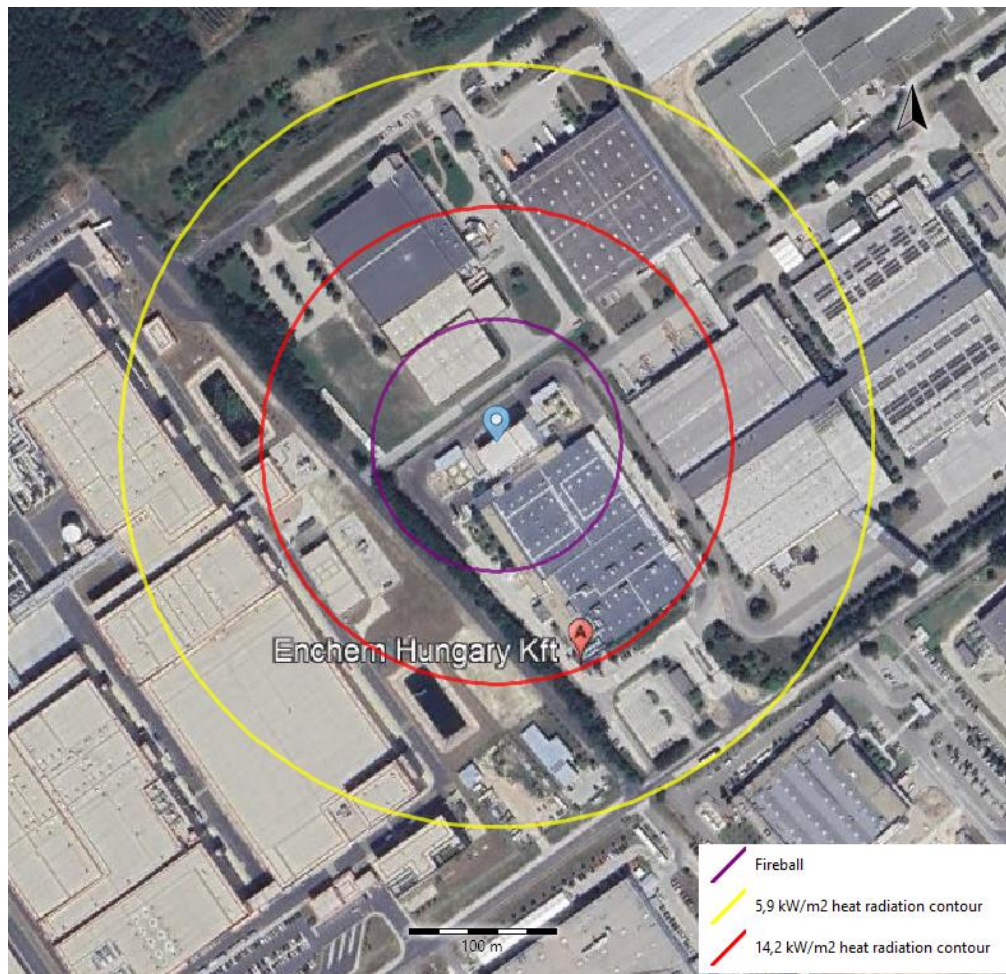 A
Enchem Hungary Kft
Fireball
5,9 kW/m2 heat radiation contour
14,2 kW/m2 heat radiation contour
100 m